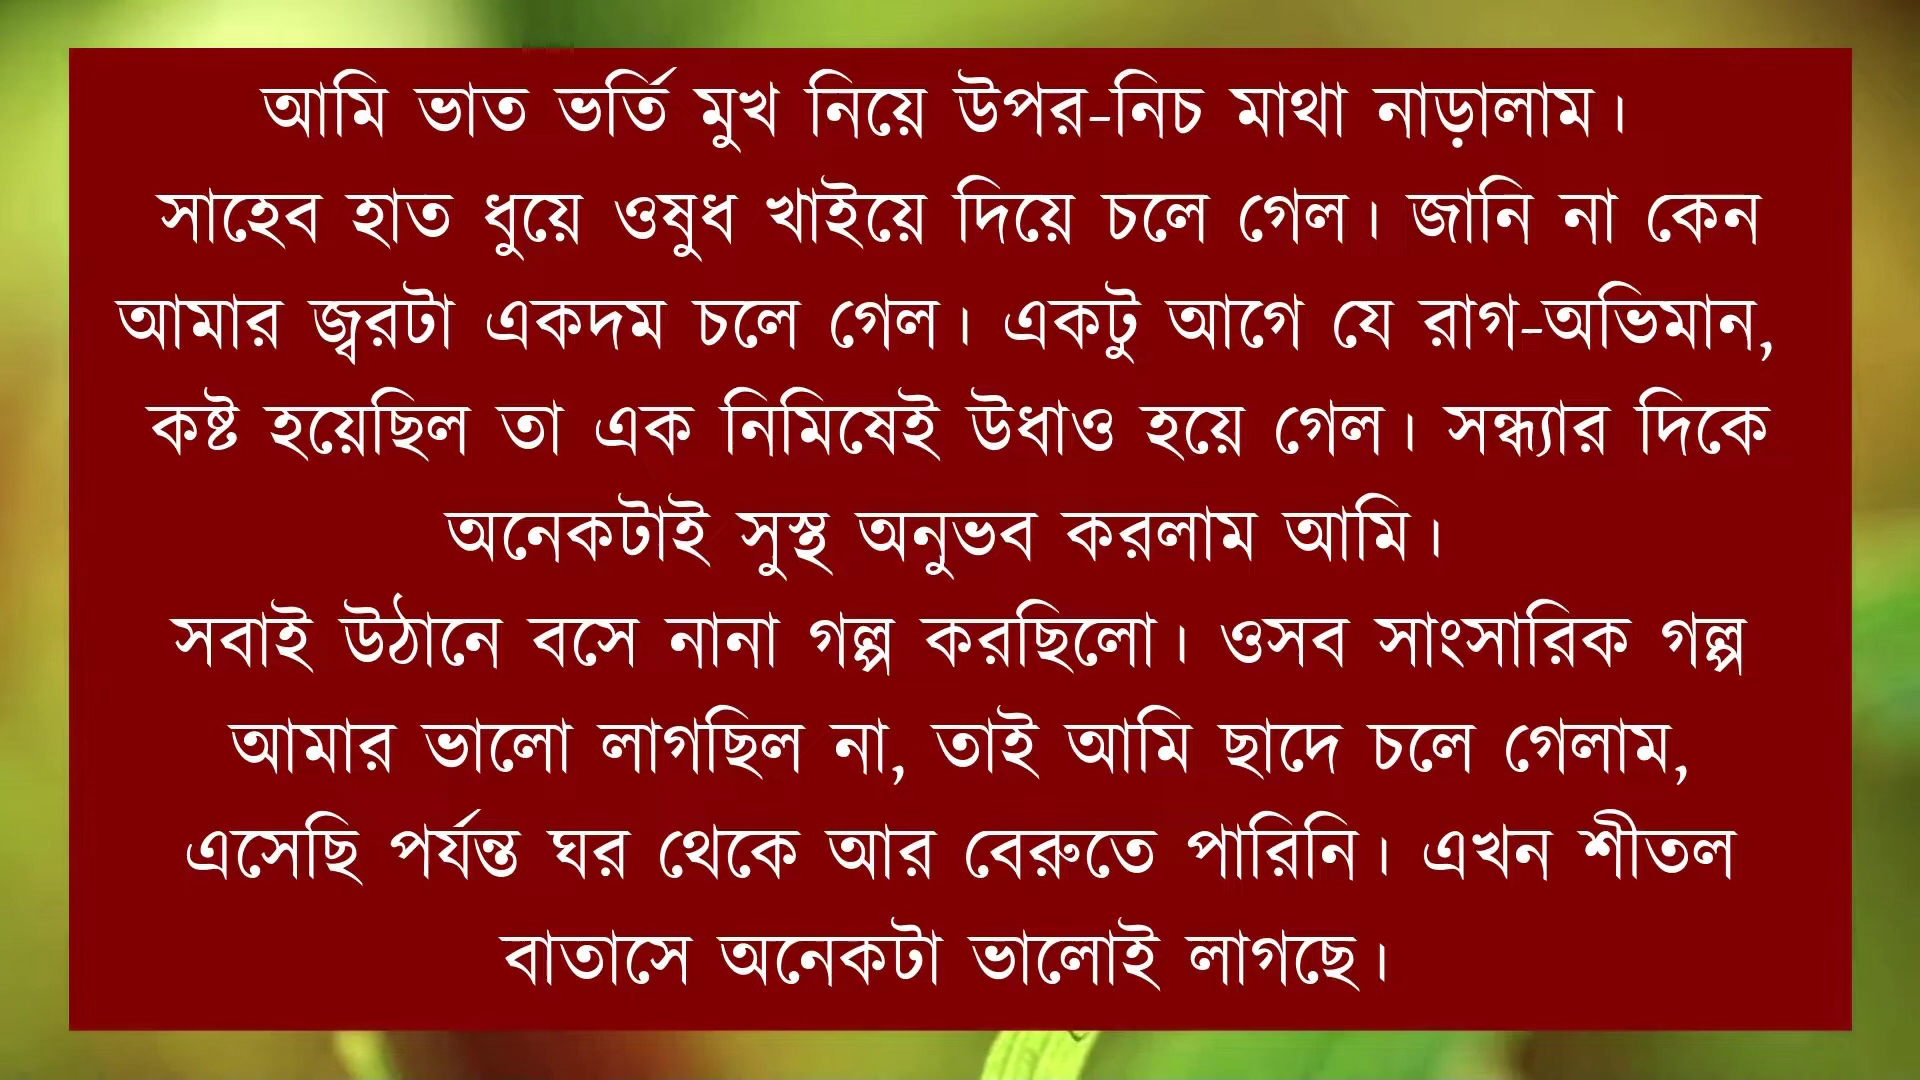 আমি ভাত ভর্তি মুখ নিয়ে উপর-নিচ মাথা নাড়ালাম।
সাহেব হাত ধুয়ে ওষুধ খাইয়ে দিয়ে চলে গেল। জানি না কেন
আমার জ্বরটা একদম চলে গেল। একটু আগে যে রাগ-অভিমান,
কষ্ট হয়েছিল তা এক নিমিষেই উধাও হয়ে গেল। সন্ধ্যার দিকে
অনেকটাই সুস্থ অনুভব করলাম আমি।
সবাই উঠানে বসে নানা গল্প করছিলো। ওসব সাংসারিক গল্প
আমার ভালো লাগছিল না, তাই আমি ছাদে চলে গেলাম,
এসেছি পর্যন্ত ঘর থেকে আর বেরুতে পারিনি। এখন শীতল
বাতাসে অনেকটা ভালোই লাগছে।